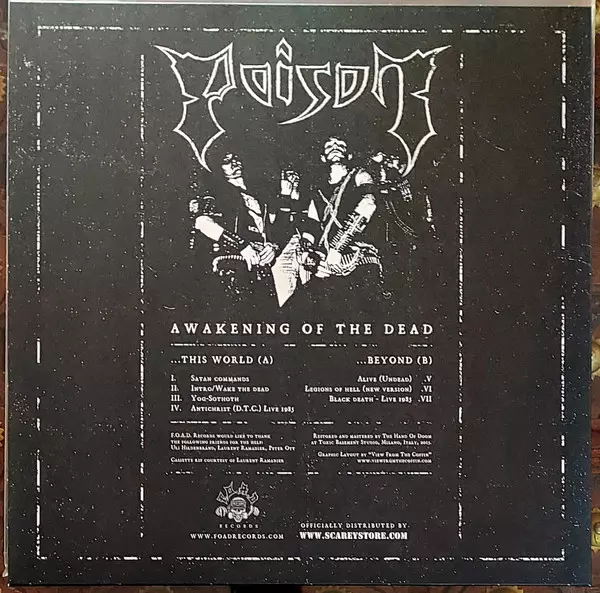 Poison
AWAKENING OF THE DEAD
...THIS WORLD (A)
I. SATAN COMMANDS
II. INTRO/WAKE THE DEAD
III. YOG-SOTHOTH
IV. ANTICHRIST (D.T.C.) LIVE 1985
...BEYOND (B)
ALIVE (UNDEAD) .V
LEGIONS OF HELL (NEW VERSION) .VI
BLACK DEATH - LIVE 1985 .VII
F.O.A.D. RECORDS WOULD LIKE TO THANK
THE FOLLOWING FRIENDS FOR THE HELP:
ULI HILDENBRAND, LAURENT RAMADIER, PETER OTT
CASSETTE RIP COURTESY OF LAURENT RAMADIER
RESTORED AND MASTERED BY THE HAND OF DOOM
AT TOXIC BASEMENT STUDIO, MILANO, ITALY, 2015.
GRAPHIC LAYOUT BY "VIEW FROM THE COFFIN"
WWW.VIEWFROMTHECOFFIN.COM
F.O.A.D.
RECORDS
WWW.FOADRECORDS.COM
OFFICIALLY DISTRIBUTED BY:
WWW.SCAREYSTORE.COM